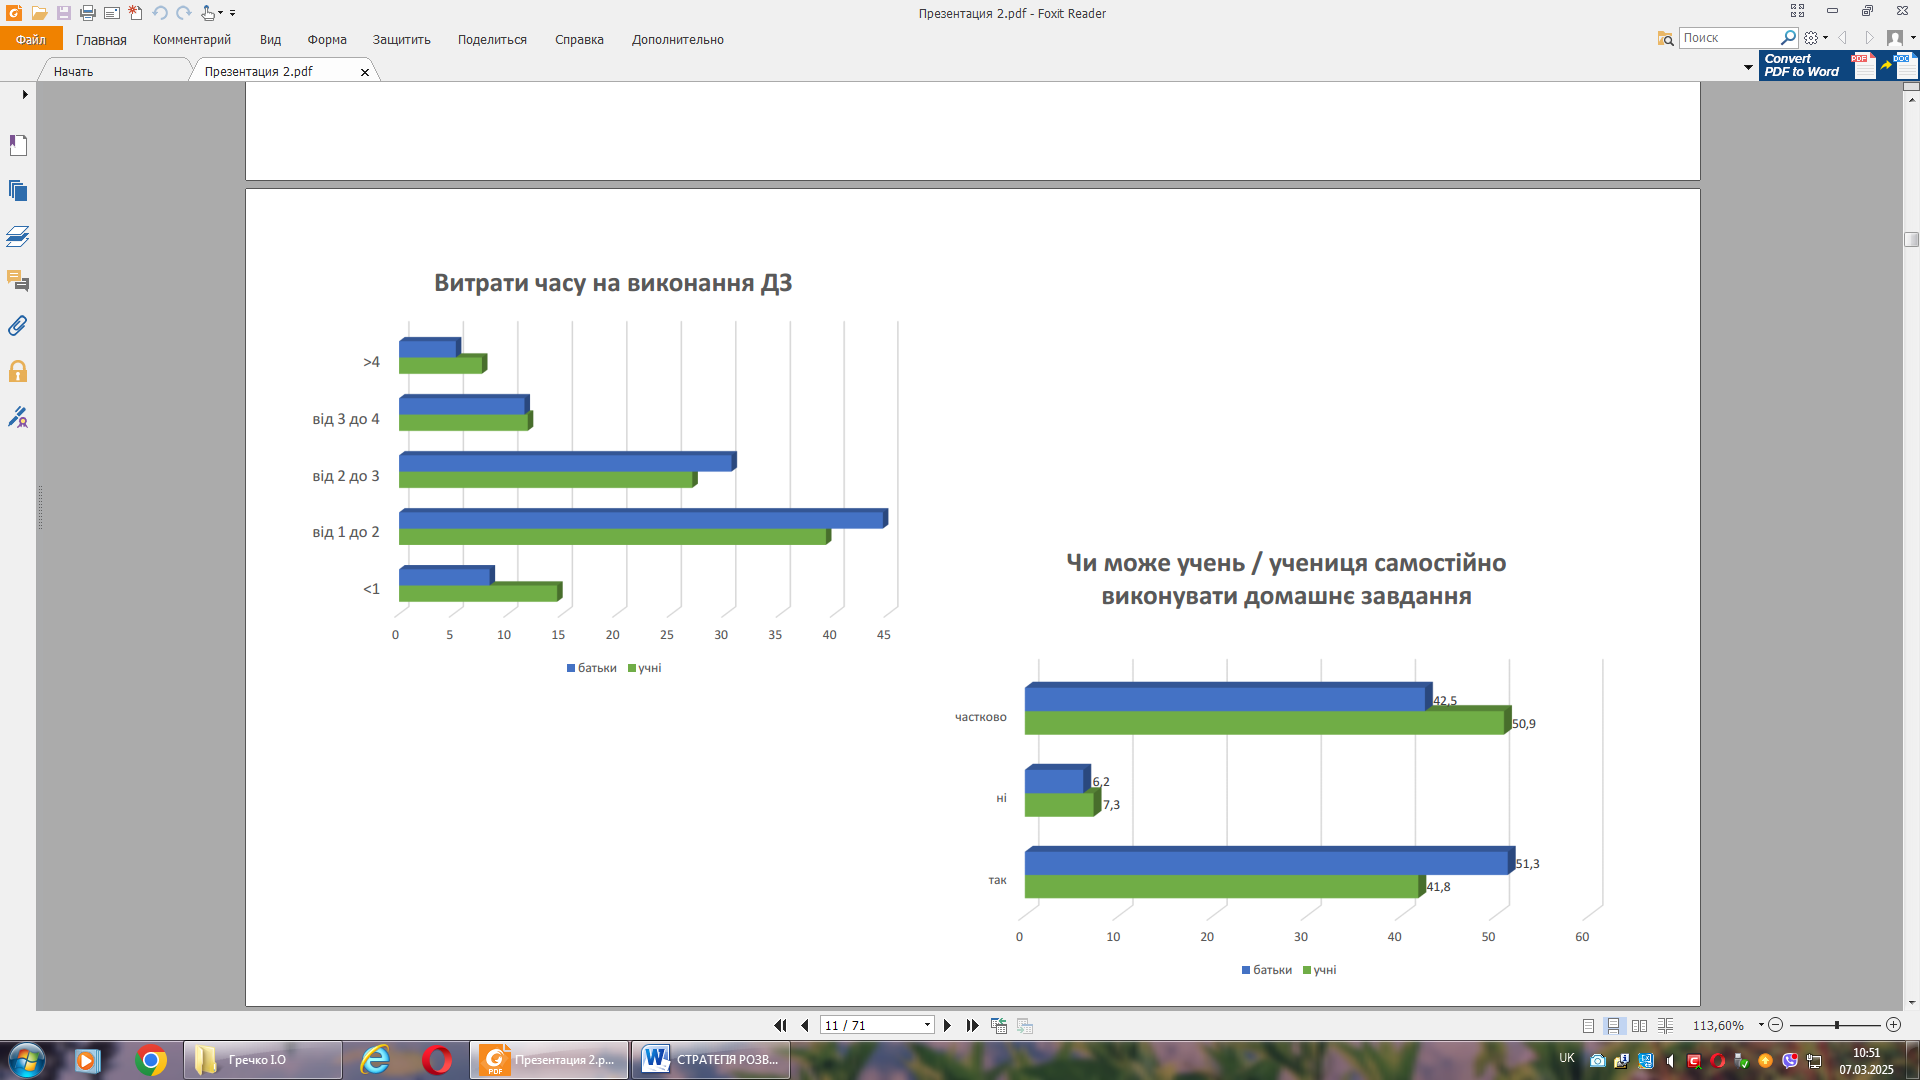 Презентация 2.pdf - Foxit Reader
Файл Главная Комментарий Вид Форма Защитить Поделиться Справка Дополнительно
Поиск
Начать Презентация 2.pdf
Convert
PDF to Word
PDF DOC
Витрати часу на виконання ДЗ
>4
від 3 до 4
від 2 до 3
від 1 до 2
<1
0 5 10 15 20 25 30 35 40 45
батьки учні
Чи може учень / учениця самостійно
виконувати домашнє завдання
частково
42,5
50,9
ні
6,2
7,3
так
51,3
41,8
0 10 20 30 40 50 60
батьки учні
11 / 71
113,60%
Гречко І.О
PDF
Презентация 2.p...
СТРАТЕГІЯ РОЗВ...
UK
10:51
07.03.2025